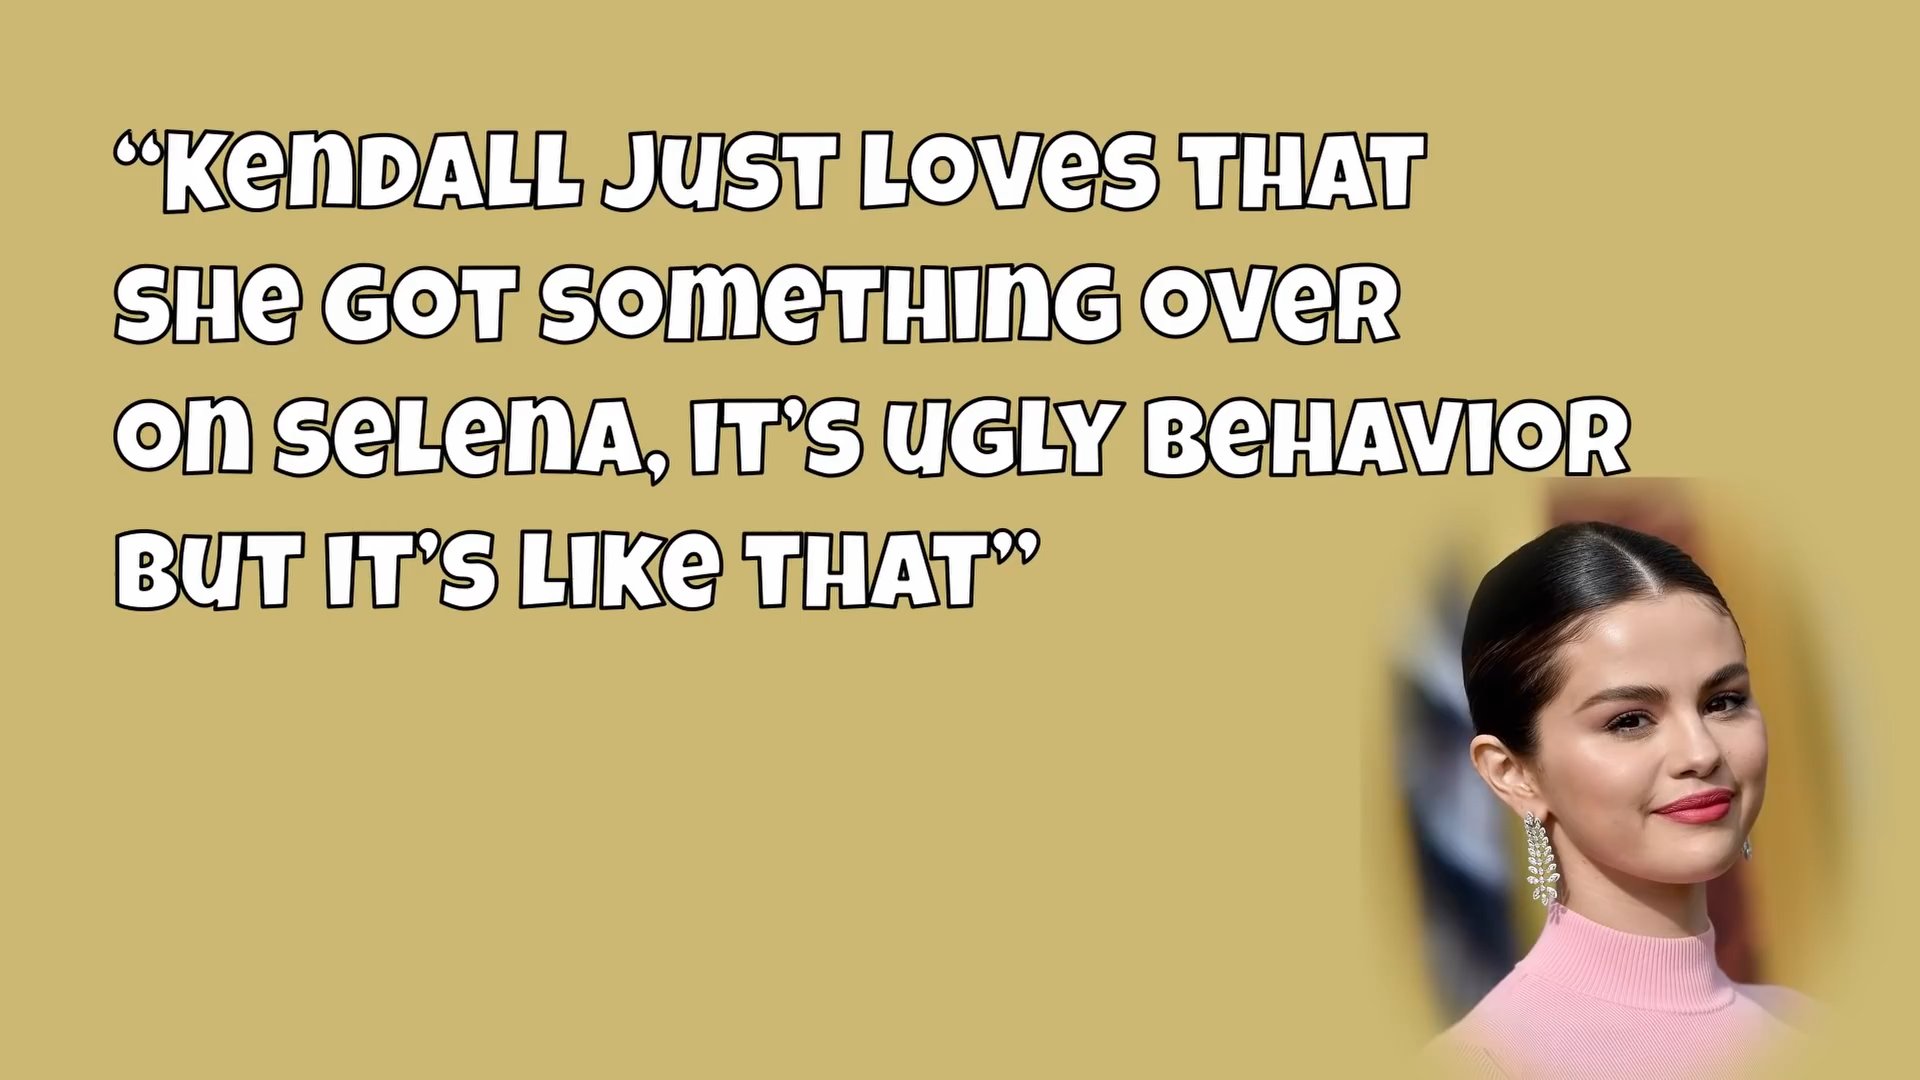 “Kendall just loves that
she got something over
on Selena, it’s ugly behavior
but it’s like that”